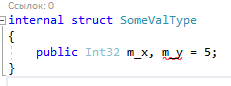 Ссылок: 0
internal struct SomeValType
{
    public Int32 m_x, m_y = 5;
}